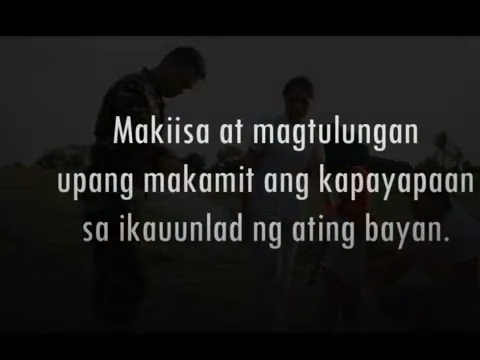 Makiisa at magtulungan
upang makamit ang kapayapaan
sa ikauunlad ng ating bayan.